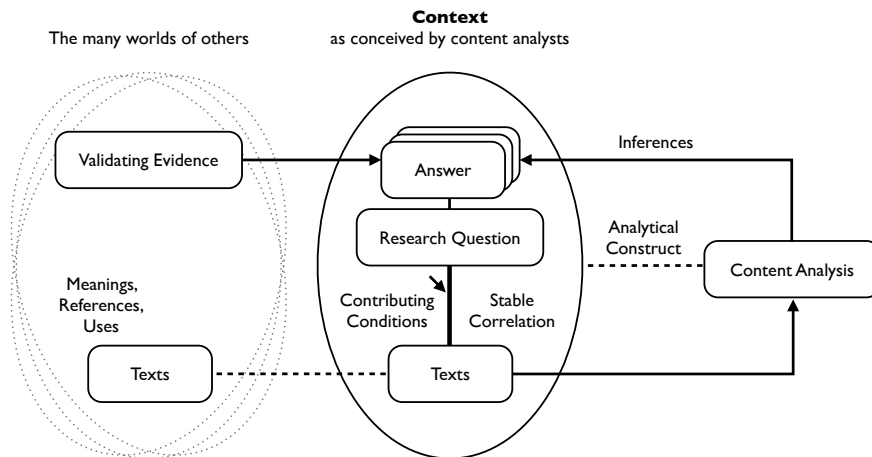 Context
The many worlds of others
as conceived by content analysts
Validating Evidence
Answer
Inferences
Research Question
Analytical
Construct
Content Analysis
Meanings,
References,
Uses
Contributing
Conditions
Stable
Correlation
Texts
Texts